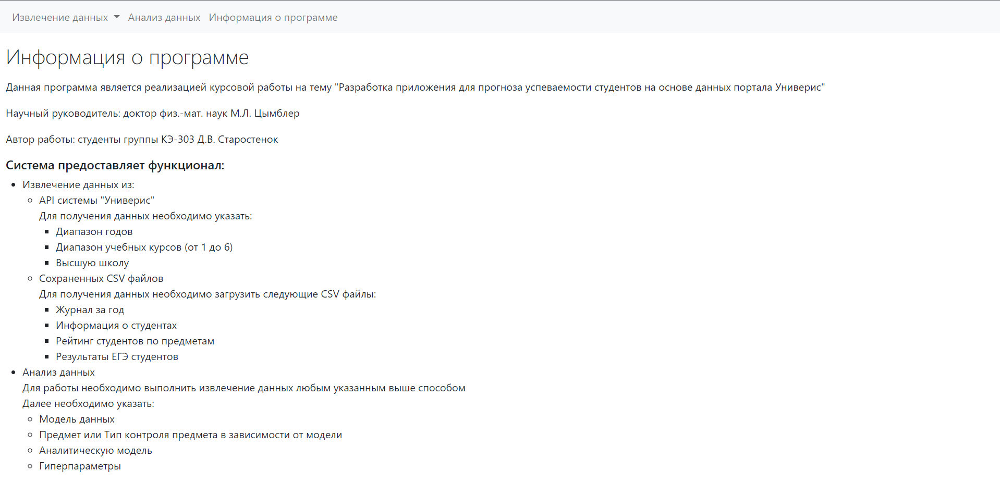 Извлечение данных Анализ данных Информация о программе
Информация о программе
Данная программа является реализацией курсовой работы на тему "Разработка приложения для прогноза успеваемости студентов на основе данных портала Универис"
Научный руководитель: доктор физ.-мат. наук М.Л. Цымблер
Автор работы: студенты группы КЭ-303 Д.В. Старостенок
Система предоставляет функционал:
Извлечение данных из:
API системы "Универис"
Для получения данных необходимо указать:
Диапазон годов
Диапазон учебных курсов (от 1 до 6)
Высшую школу
Сохраненных CSV файлов
Для получения данных необходимо загрузить следующие CSV файлы:
Журнал за год
Информация о студентах
Рейтинг студентов по предметам
Результаты ЕГЭ студентов
Анализ данных
Для работы необходимо выполнить извлечение данных любым указанным выше способом
Далее необходимо указать:
Модель данных
Предмет или Тип контроля предмета в зависимости от модели
Аналитическую модель
Гиперпараметры